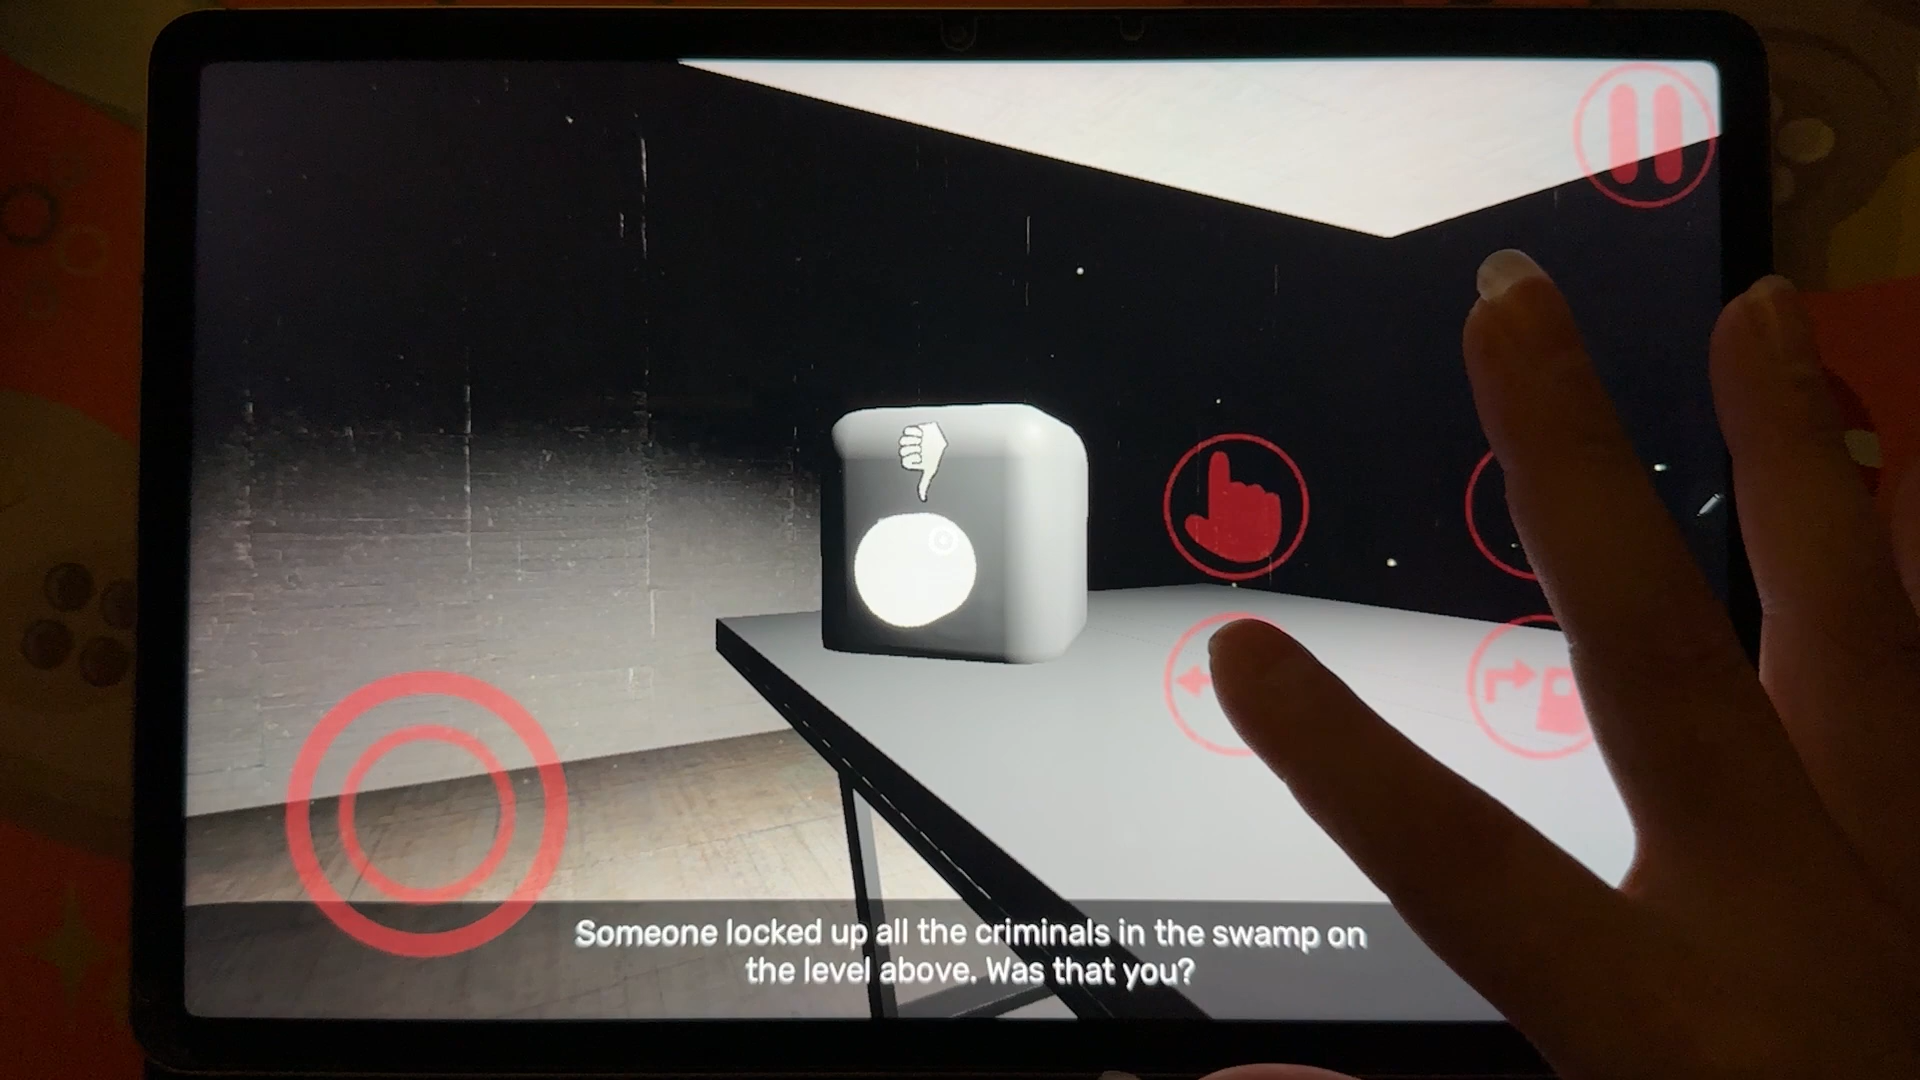 Someone locked up all the criminals in the swamp on
the level above. Was that you?